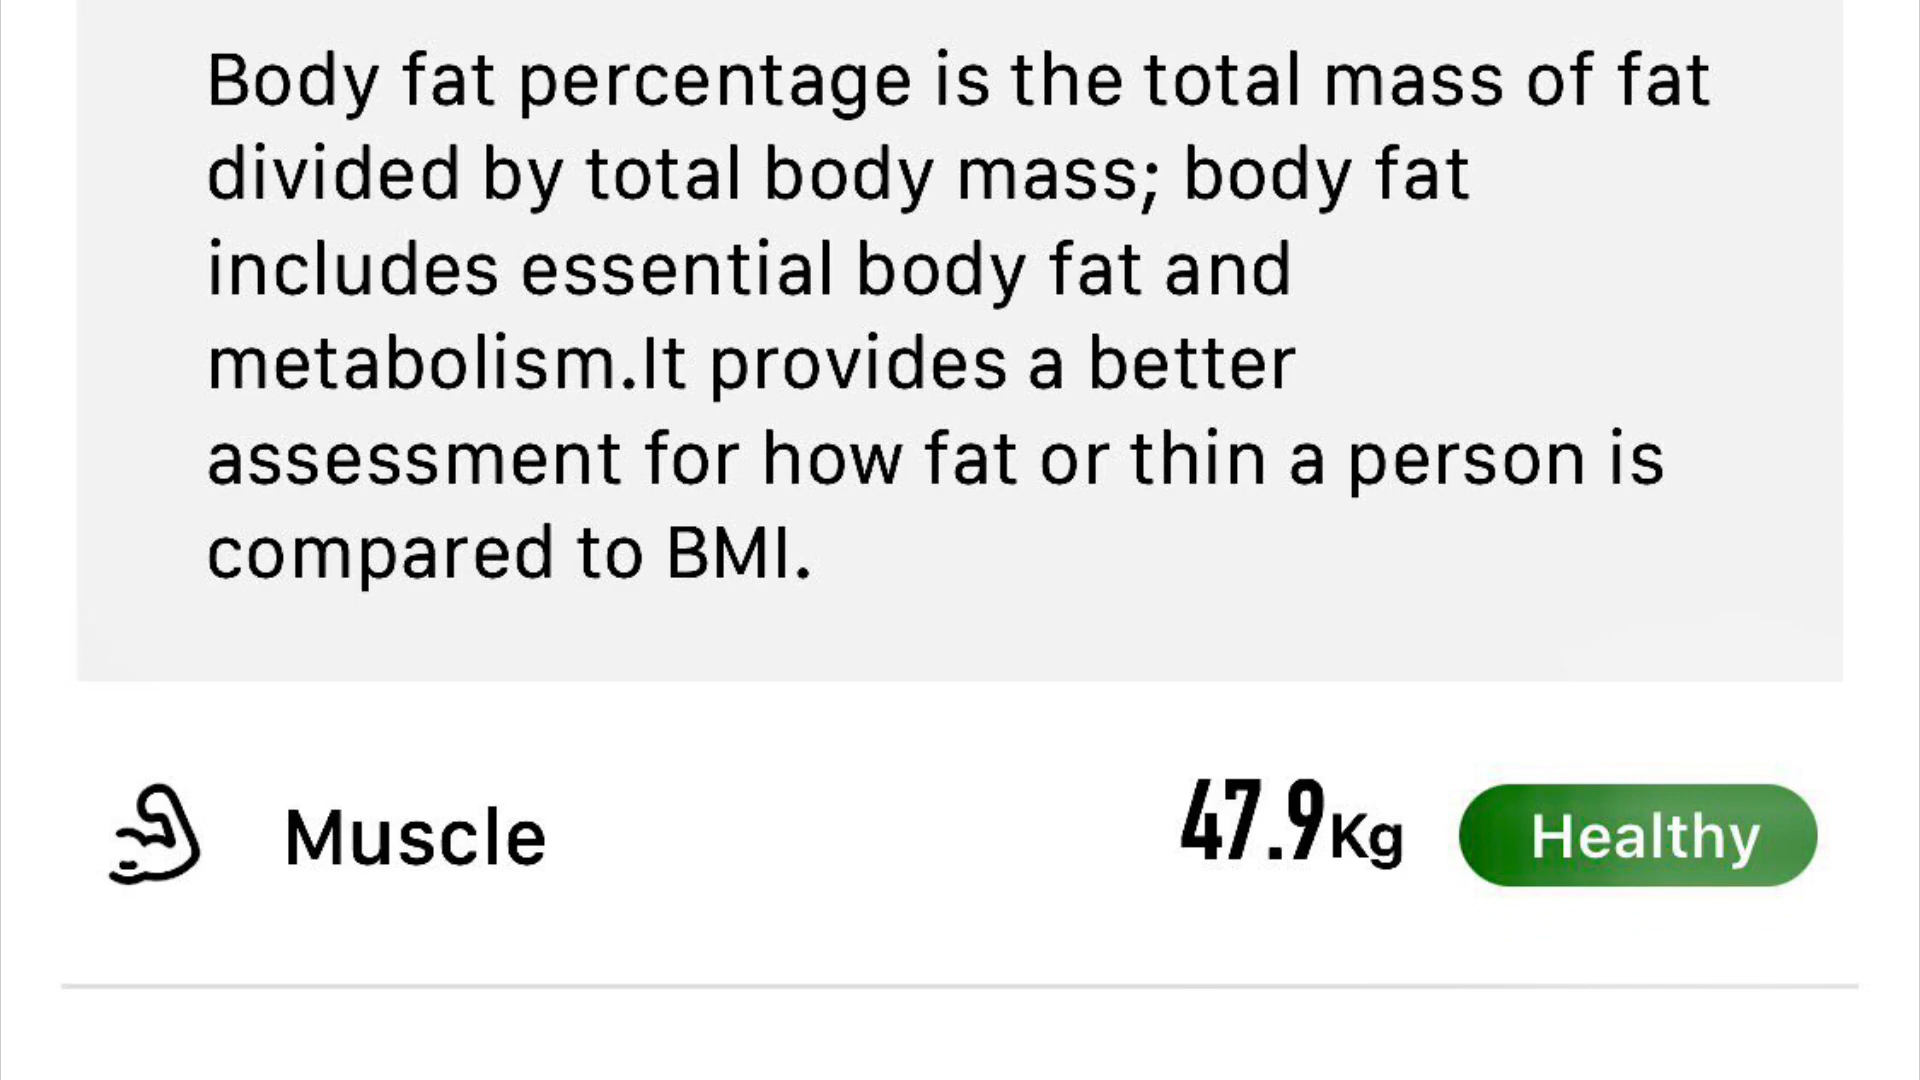 Body fat percentage is the total mass of fat
divided by total body mass; body fat
includes essential body fat and
metabolism.It provides a better
assessment for how fat or thin a person is
compared to BMI.
Muscle 47.9Kg Healthy